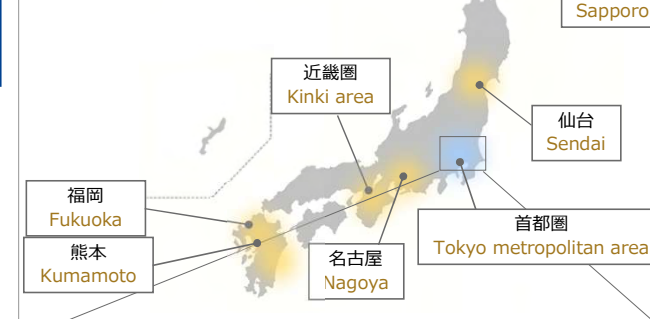 Sapporo
近畿圏
Kinki area
仙台
Sendai
福岡
Fukuoka
熊本
Kumamoto
名古屋
Nagoya
首都圏
Tokyo metropolitan area